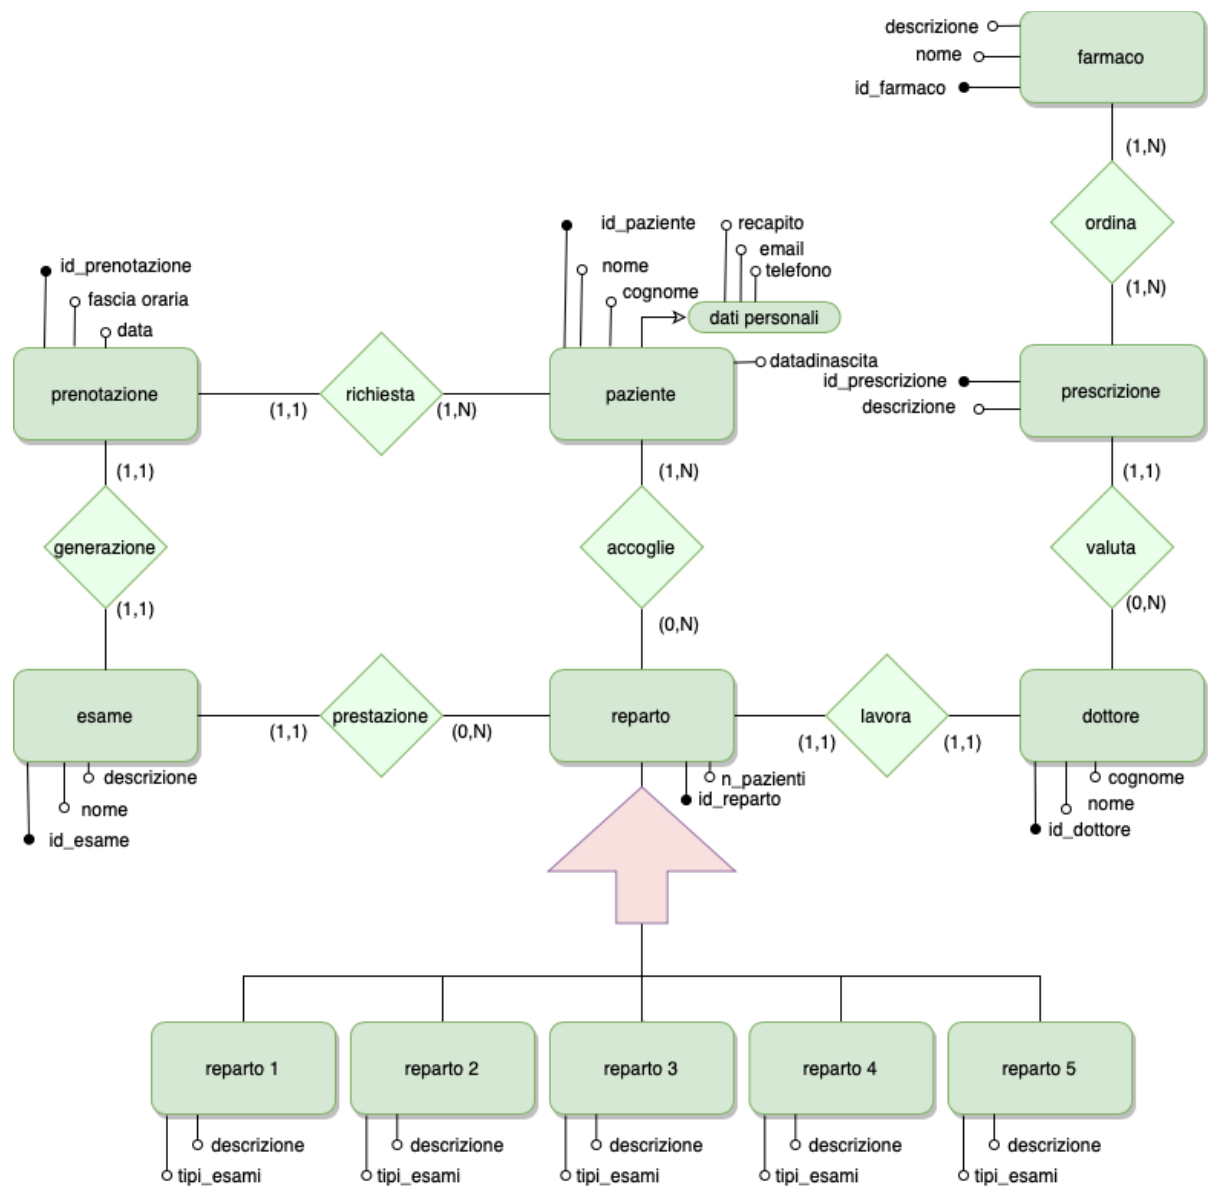 descrizione
nome
id_farmaco
farmaco
(1,N)
ordina
(1,N)
id_paziente
nome
cognome
recapito
email
telefono
dati personali
datadinascita
id_prenotazione
fascia oraria
data
prenotazione
(1,1)
richiesta
(1,N)
paziente
id_prescrizione
descrizione
prescrizione
(1,1)
generazione
(1,1)
(1,N)
accoglie
(0,N)
(1,1)
valuta
(0,N)
esame
(1,1)
prestazione
(0,N)
reparto
(1,1)
lavora
(1,1)
dottore
descrizione
nome
id_esame
n_pazienti
id_reparto
cognome
nome
id_dottore
reparto 1
reparto 2
reparto 3
reparto 4
reparto 5
descrizione
tipi_esami
descrizione
tipi_esami
descrizione
tipi_esami
descrizione
tipi_esami
descrizione
tipi_esami